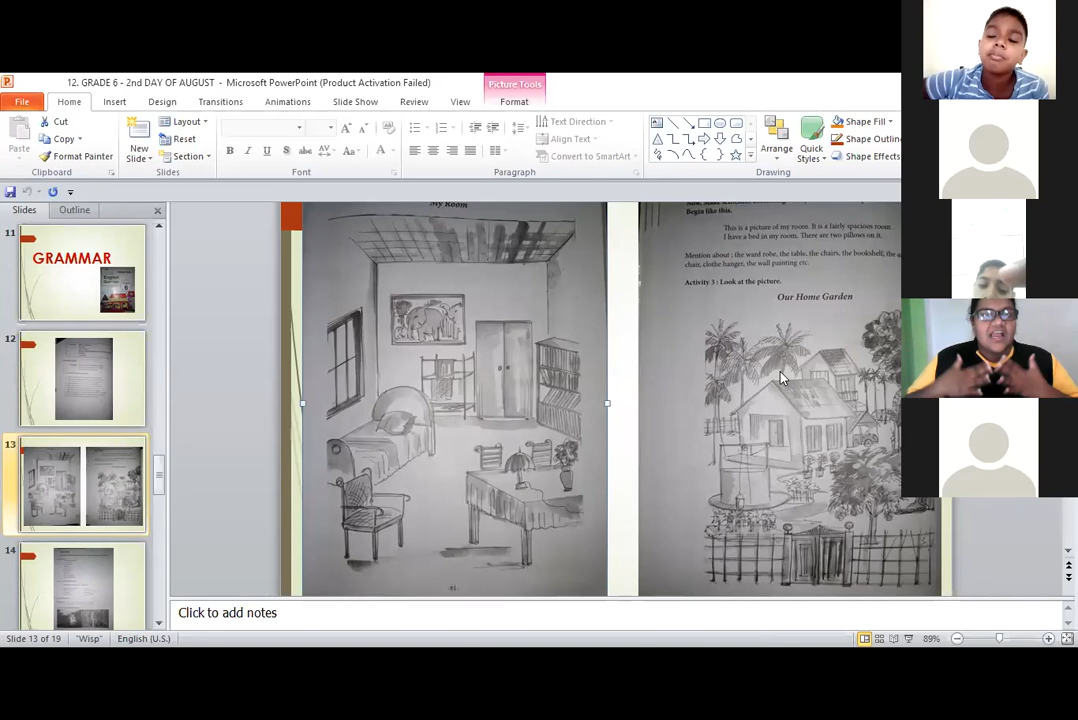 12. GRADE 6 - 2nd DAY OF AUGUST - Microsoft PowerPoint (Product Activation Failed)
Picture Tools
File Home Insert Design Transitions Animations Slide Show Review View Format
Paste
Cut
Copy
Format Painter
Clipboard
New Slide
Layout
Reset
Section
Slides
B I U S abc AV Aa A
Font
Text Direction
Align Text
Convert to SmartArt
Paragraph
Arrange
Quick Styles
Shape Fill
Shape Outlin
Shape Effects
Drawing
Slides Outline
11
GRAMMAR
12
13
14
My Room
81
Begin like this.
This is a picture of my room. It is a fairly spacious room.
I have a bed in my room. There are two pillows on it.
Mention about ; the ward robe, the table, the chairs, the bookshelf, the
chair, clothe hanger, the wall painting etc.
Activity 3 : Look at the picture.
Our Home Garden
Click to add notes
Slide 13 of 19 "Wisp" English (U.S.) 89%